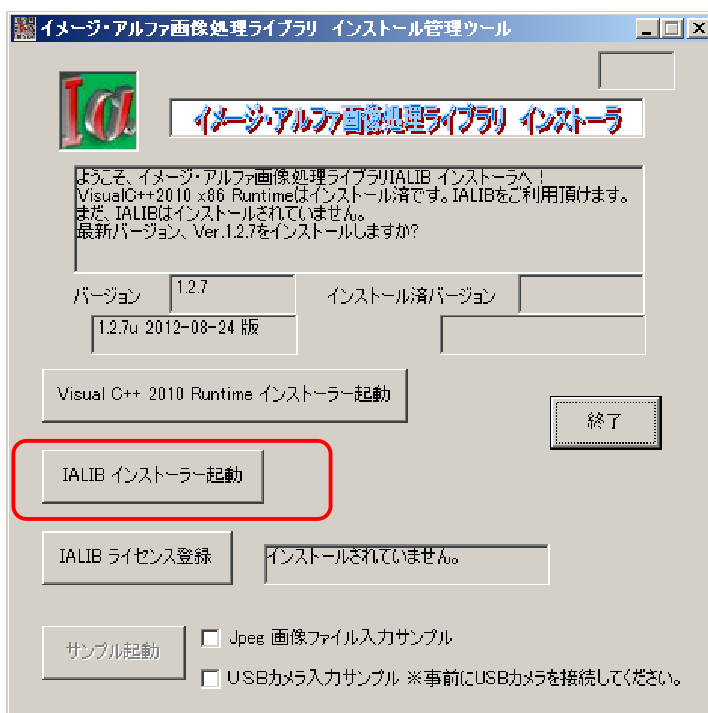 イメージ・アルファ画像処理ライブラリ インストール管理ツール
Iα
イメージ・アルファ画像処理ライブラリ インストーラ
ようこそ、イメージ・アルファ画像処理ライブラリIALIB インストーラへ！
VisualC++2010 x86 Runtimeはインストール済です。IALIBをご利用頂けます。
まだ、IALIBはインストールされていません。
最新バージョン、Ver.1.2.7をインストールしますか?
バージョン 1.2.7 インストール済バージョン
1.2.7u 2012-08-24 版
Visual C++ 2010 Runtime インストーラー起動
終了
IALIB インストーラー起動
IALIB ライセンス登録 インストールされていません。
サンプル起動
Jpeg 画像ファイル入力サンプル
USBカメラ入力サンプル ※事前にUSBカメラを接続してください。